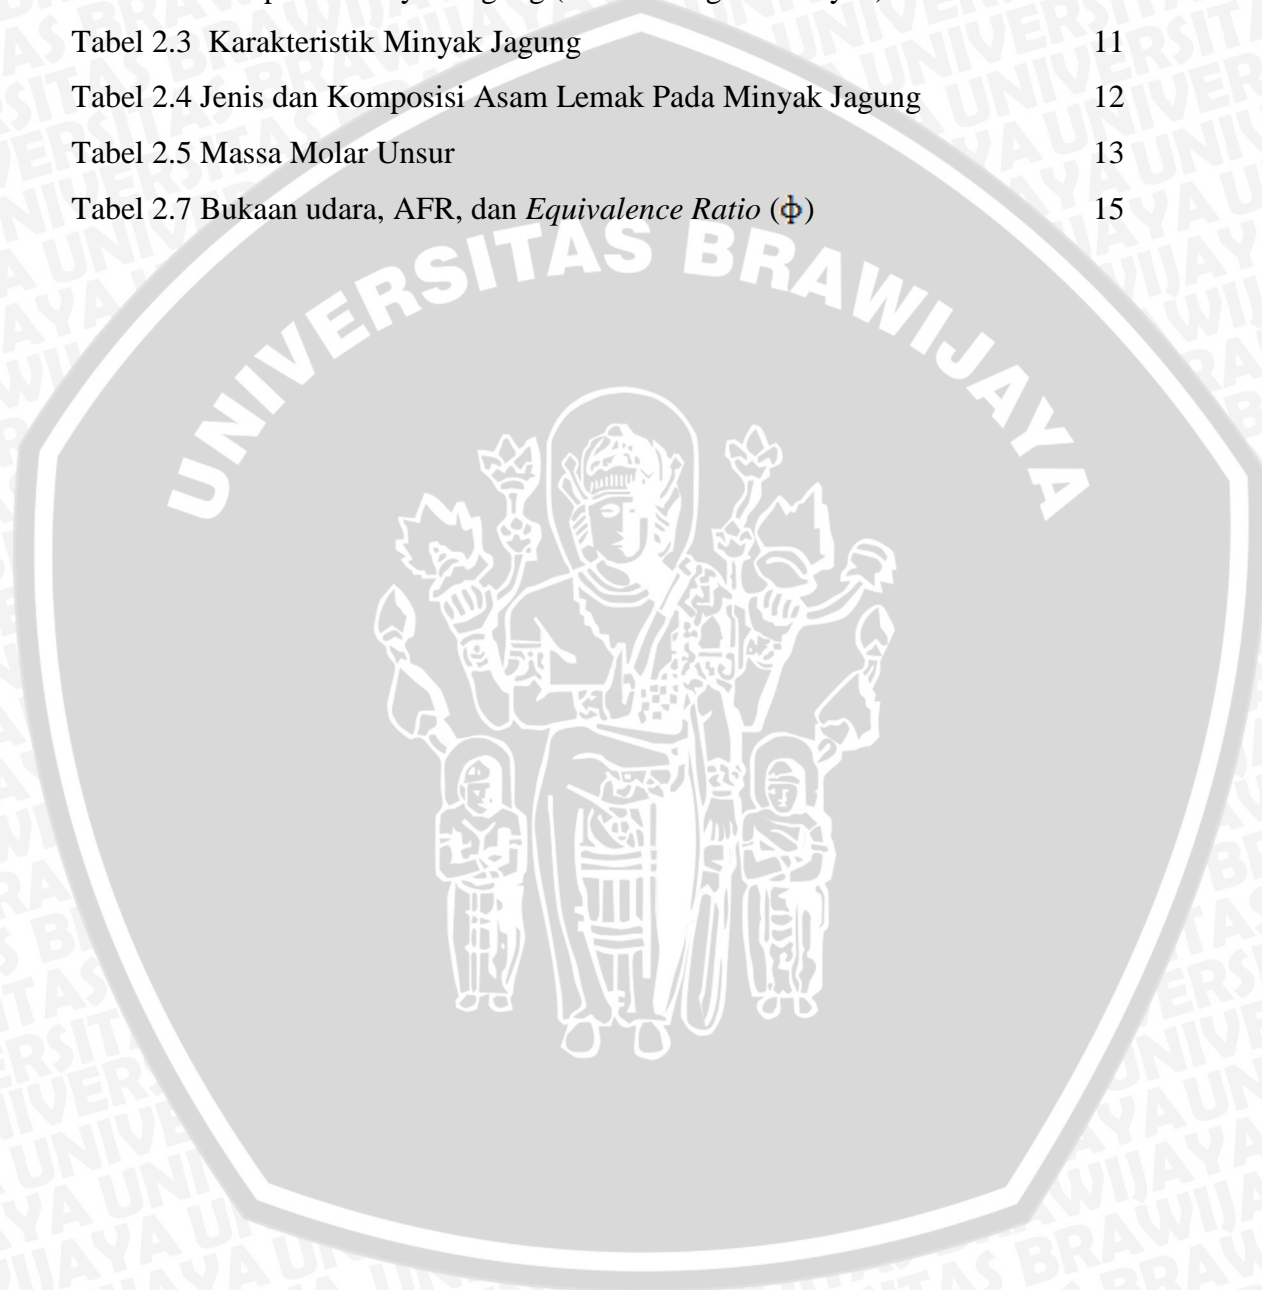 Tabel 2.3 Karakteristik Minyak Jagung 11
Tabel 2.4 Jenis dan Komposisi Asam Lemak Pada Minyak Jagung 12
Tabel 2.5 Massa Molar Unsur 13
Tabel 2.7 Bukaan udara, AFR, dan Equivalence Ratio (ϕ) 15
UNIVERSITAS BRAWIJAYA